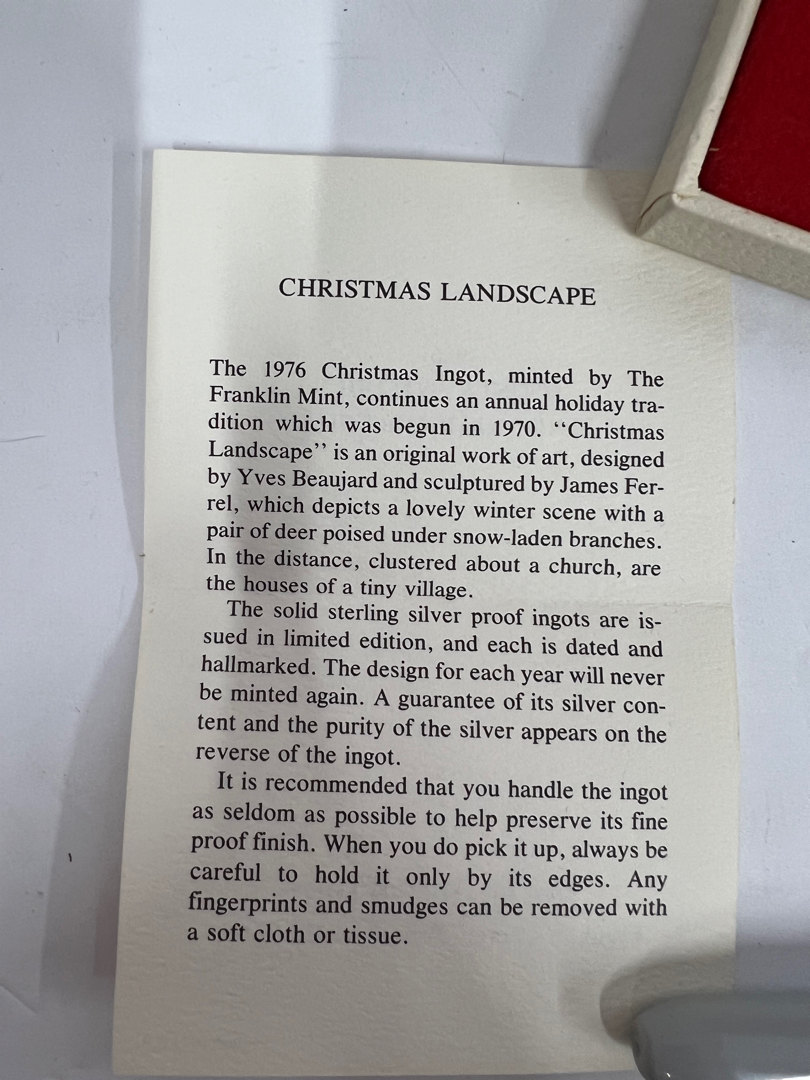 CHRISTMAS LANDSCAPE
The 1976 Christmas Ingot, minted by The
Franklin Mint, continues an annual holiday tra-
dition which was begun in 1970. “Christmas
Landscape” is an original work of art, designed
by Yves Beaujard and sculptured by James Fer-
rel, which depicts a lovely winter scene with a
pair of deer poised under snow-laden branches.
In the distance, clustered about a church, are
the houses of a tiny village.
The solid sterling silver proof ingots are is-
sued in limited edition, and each is dated and
hallmarked. The design for each year will never
be minted again. A guarantee of its silver con-
tent and the purity of the silver appears on the
reverse of the ingot.
It is recommended that you handle the ingot
as seldom as possible to help preserve its fine
proof finish. When you do pick it up, always be
careful to hold it only by its edges. Any
fingerprints and smudges can be removed with
a soft cloth or tissue.